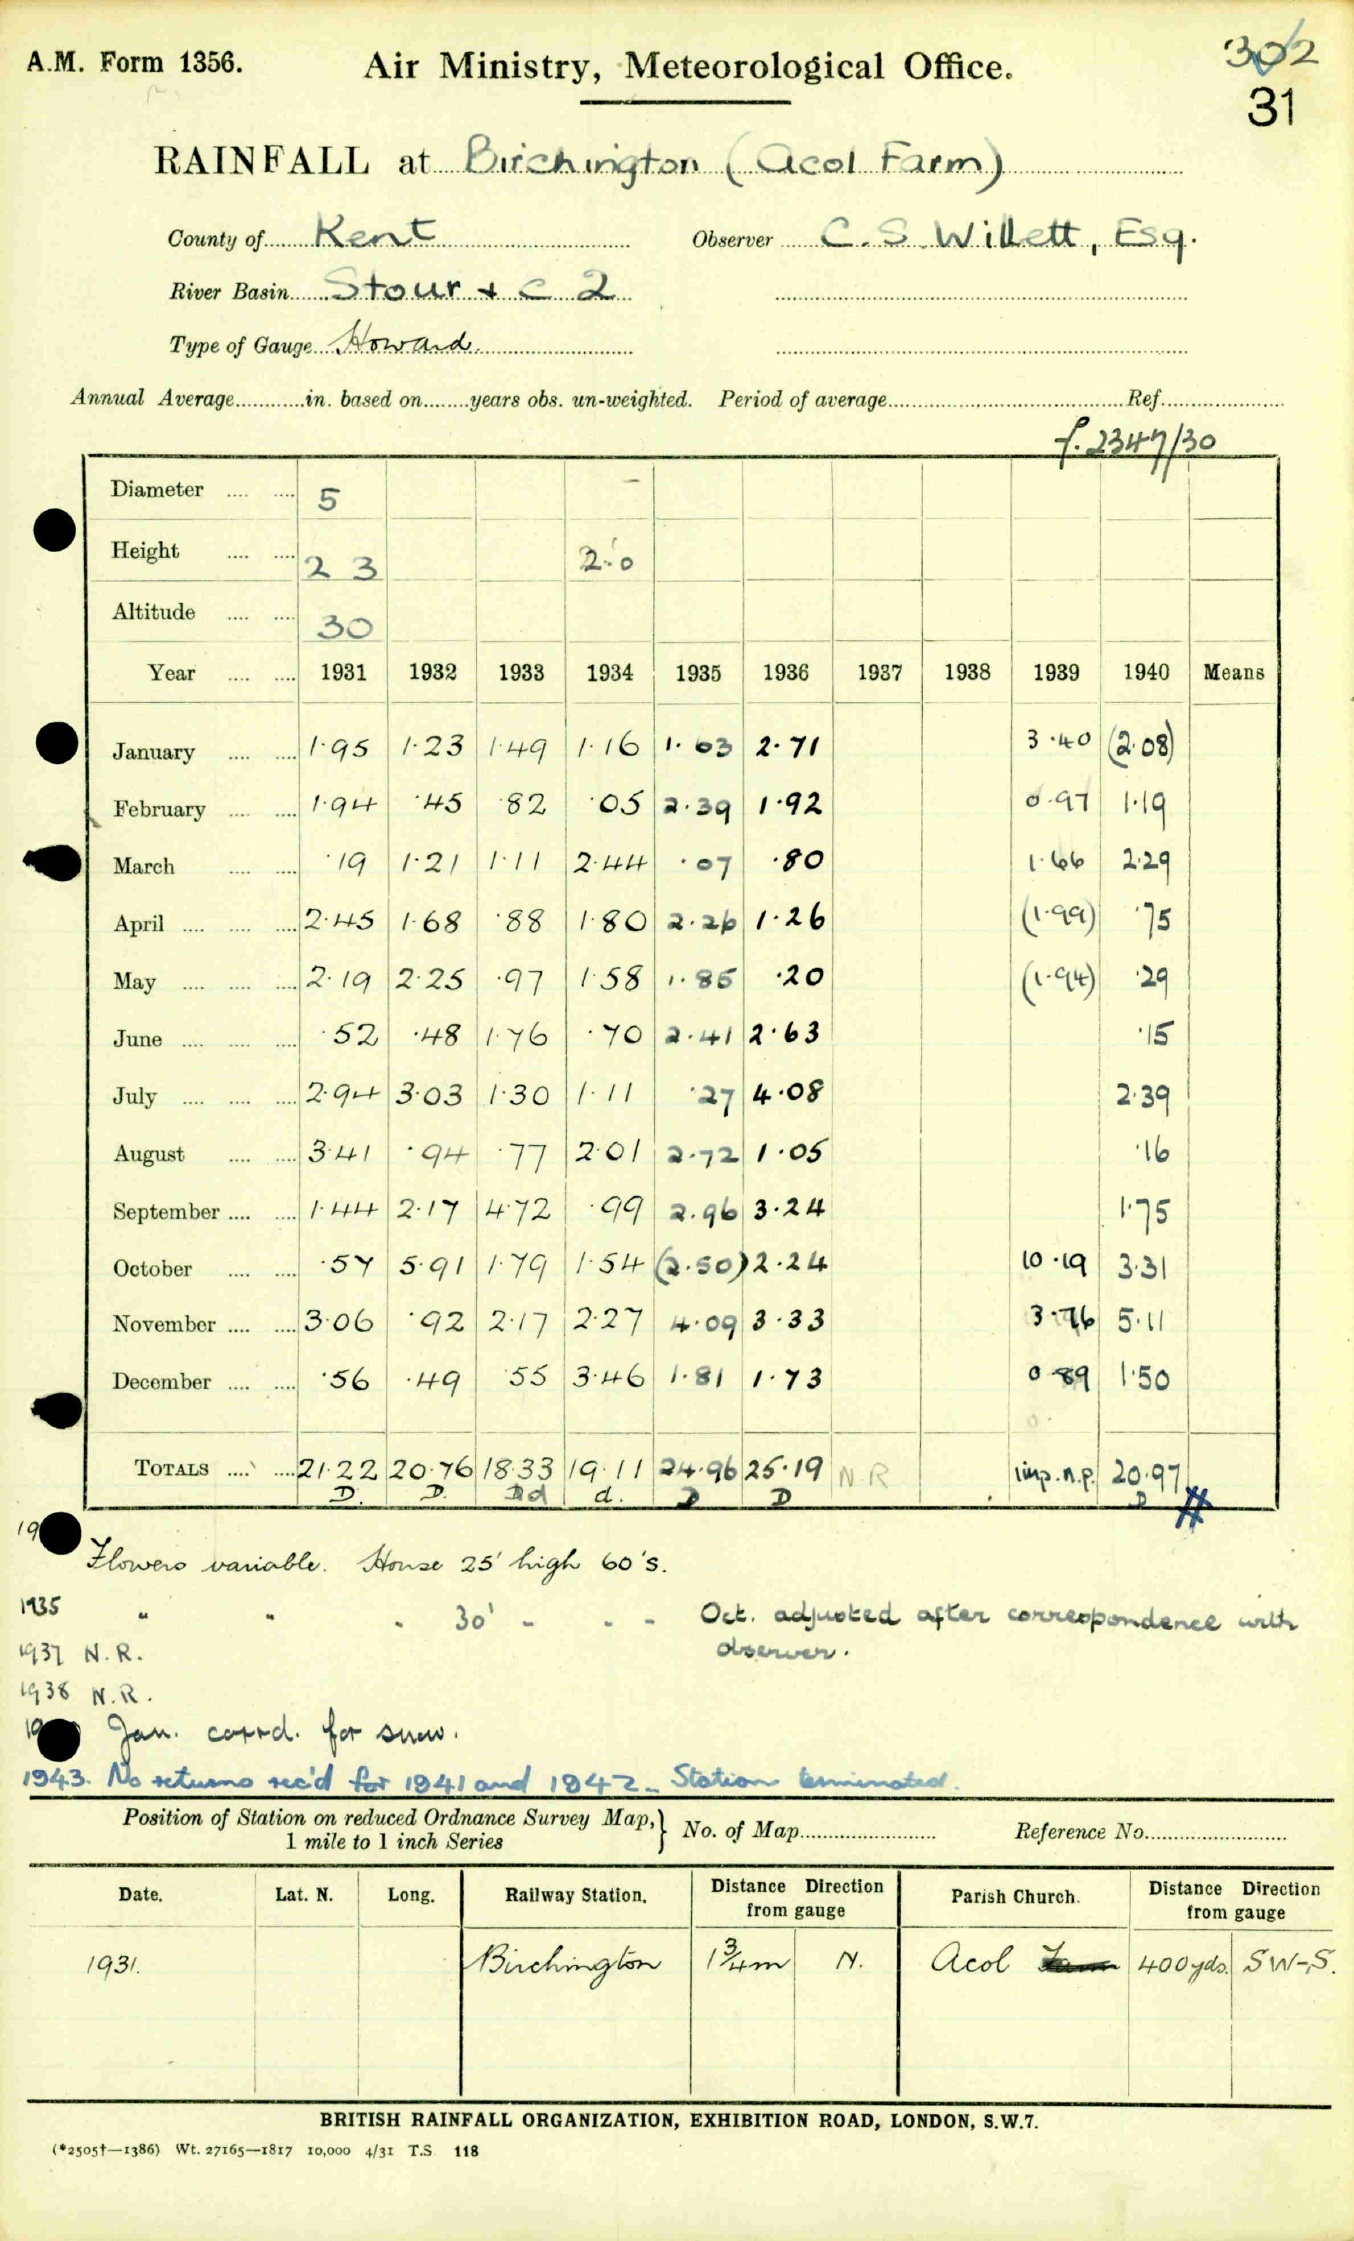 A.M. Form 1356.
Air Ministry, Meteorological Office.
302
31
RAINFALL at Birchington (Acol Farm)
County of Kent Observer C. S. Willett, Esq.
River Basin Stour + C 2
Type of Gauge Howard
Annual Average in. based on years obs. un-weighted. Period of average Ref.
f. 2347/30
Diameter 5
Height 2 3 2·0
Altitude 30
Year 1931 1932 1933 1934 1935 1936 1937 1938 1939 1940 Means
January 1·95 1·23 1·49 1·16 1·63 2·71 3·40 (2·08)
February 1·94 ·45 ·82 ·05 2·39 1·92 0·97 1·19
March ·19 1·21 1·11 2·44 ·07 ·80 1·66 2·29
April 2·45 1·68 ·88 1·80 2·26 1·26 (1·99) ·75
May 2·19 2·25 ·97 1·58 1·85 ·20 (1·94) ·29
June ·52 ·48 1·76 ·70 2·41 2·63 ·15
July 2·94 3·03 1·30 1·11 ·27 4·08 2·39
August 3·41 ·94 ·77 2·01 2·72 1·05 ·16
September 1·44 2·17 4·72 ·99 2·96 3·24 1·75
October ·57 5·91 1·79 1·54 (2·50) 2·24 10·19 3·31
November 3·06 ·92 2·17 2·27 4·09 3·33 3·76 5·11
December ·56 ·49 ·55 3·46 1·81 1·73 0·89 1·50
TOTALS 21·22 20·76 18·33 19·11 24·96 25·19 N.R imp. n.p. 20·97
D. D. Dd d. D D D #
19
Flowers variable. House 25' high 60's.
1935 " " " 30' " " " Oct. adjusted after correspondence with
observer.
1937 N.R.
1938 N.R.
19 Jan. corrd. for snow.
1943. No returns rec'd for 1941 and 1942. Station terminated.
Position of Station on reduced Ordnance Survey Map, No. of Map Reference No.
1 mile to 1 inch Series
Date. Lat. N. Long. Railway Station. Distance Direction Parish Church. Distance Direction
from gauge from gauge
1931. Birchington 1¾m N. Acol 400yds. SW-S.
BRITISH RAINFALL ORGANIZATION, EXHIBITION ROAD, LONDON, S.W.7.
(*2505†—1386) Wt. 27165—1817 10,000 4/31 T.S 118